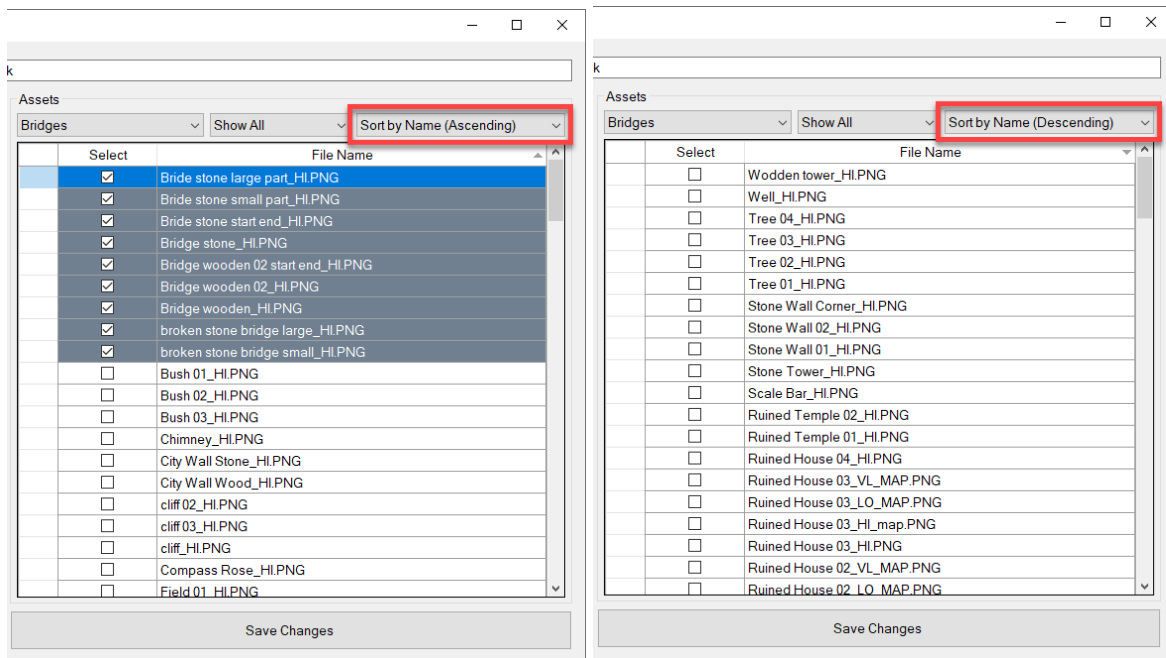 k
Assets
Bridges Show All Sort by Name (Ascending)
Select File Name
Bride stone large part_HI.PNG
Bride stone small part_HI.PNG
Bride stone start end_HI.PNG
Bridge stone_HI.PNG
Bridge wooden 02 start end_HI.PNG
Bridge wooden 02_HI.PNG
Bridge wooden_HI.PNG
broken stone bridge large_HI.PNG
broken stone bridge small_HI.PNG
Bush 01_HI.PNG
Bush 02_HI.PNG
Bush 03_HI.PNG
Chimney_HI.PNG
City Wall Stone_HI.PNG
City Wall Wood_HI.PNG
cliff 02_HI.PNG
cliff 03_HI.PNG
cliff_HI.PNG
Compass Rose_HI.PNG
Field 01_HI.PNG
Save Changes
k
Assets
Bridges Show All Sort by Name (Descending)
Select File Name
Wodden tower_HI.PNG
Well_HI.PNG
Tree 04_HI.PNG
Tree 03_HI.PNG
Tree 02_HI.PNG
Tree 01_HI.PNG
Stone Wall Corner_HI.PNG
Stone Wall 02_HI.PNG
Stone Wall 01_HI.PNG
Stone Tower_HI.PNG
Scale Bar_HI.PNG
Ruined Temple 02_HI.PNG
Ruined Temple 01_HI.PNG
Ruined House 04_HI.PNG
Ruined House 03_VL_MAP.PNG
Ruined House 03_LO_MAP.PNG
Ruined House 03_HI_map.PNG
Ruined House 03_HI.PNG
Ruined House 02_VL_MAP.PNG
Ruined House 02_LO_MAP.PNG
Save Changes